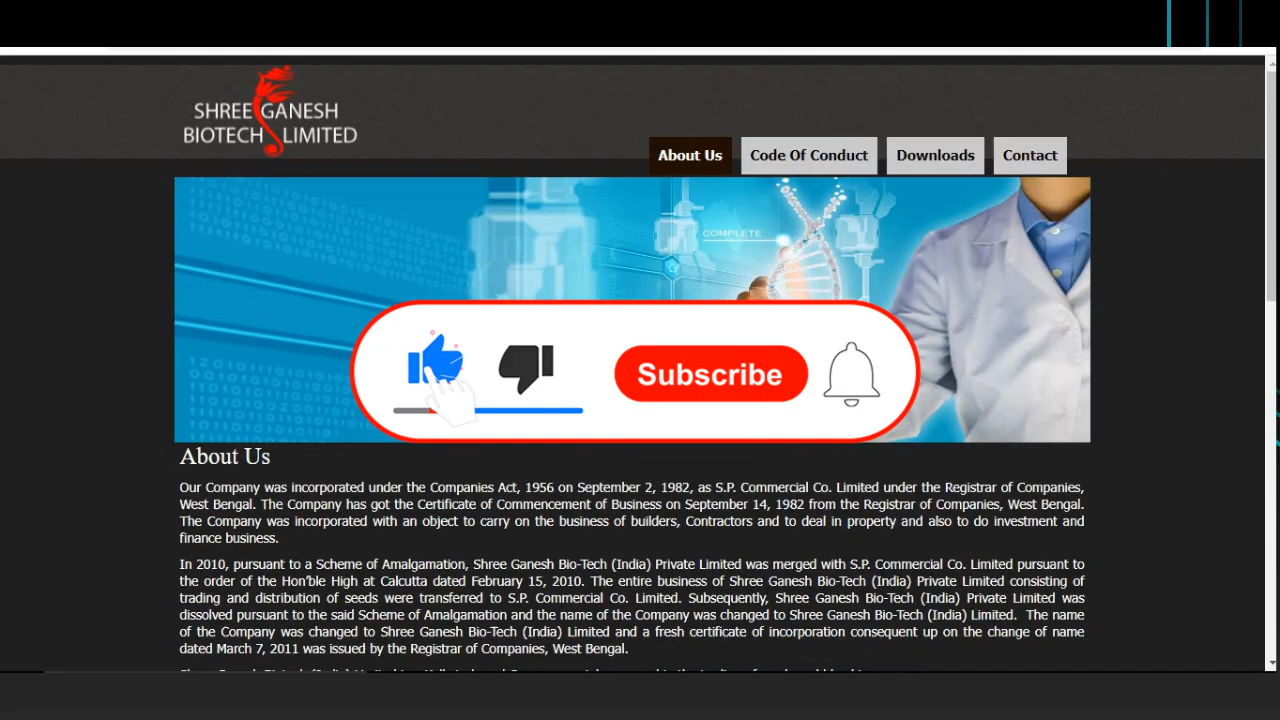 SHREE GANESH
BIOTECH LIMITED
About Us
Code Of Conduct
Downloads
Contact
COMPLETE
Subscribe
About Us
Our Company was incorporated under the Companies Act, 1956 on September 2, 1982, as S.P. Commercial Co. Limited under the Registrar of Companies,
West Bengal. The Company has got the Certificate of Commencement of Business on September 14, 1982 from the Registrar of Companies, West Bengal.
The Company was incorporated with an object to carry on the business of builders, Contractors and to deal in property and also to do investment and
finance business.
In 2010, pursuant to a Scheme of Amalgamation, Shree Ganesh Bio-Tech (India) Private Limited was merged with S.P. Commercial Co. Limited pursuant to
the order of the Hon'ble High at Calcutta dated February 15, 2010. The entire business of Shree Ganesh Bio-Tech (India) Private Limited consisting of
trading and distribution of seeds were transferred to S.P. Commercial Co. Limited. Subsequently, Shree Ganesh Bio-Tech (India) Private Limited was
dissolved pursuant to the said Scheme of Amalgamation and the name of the Company was changed to Shree Ganesh Bio-Tech (India) Limited. The name
of the Company was changed to Shree Ganesh Bio-Tech (India) Limited and a fresh certificate of incorporation consequent up on the change of name
dated March 7, 2011 was issued by the Registrar of Companies, West Bengal.